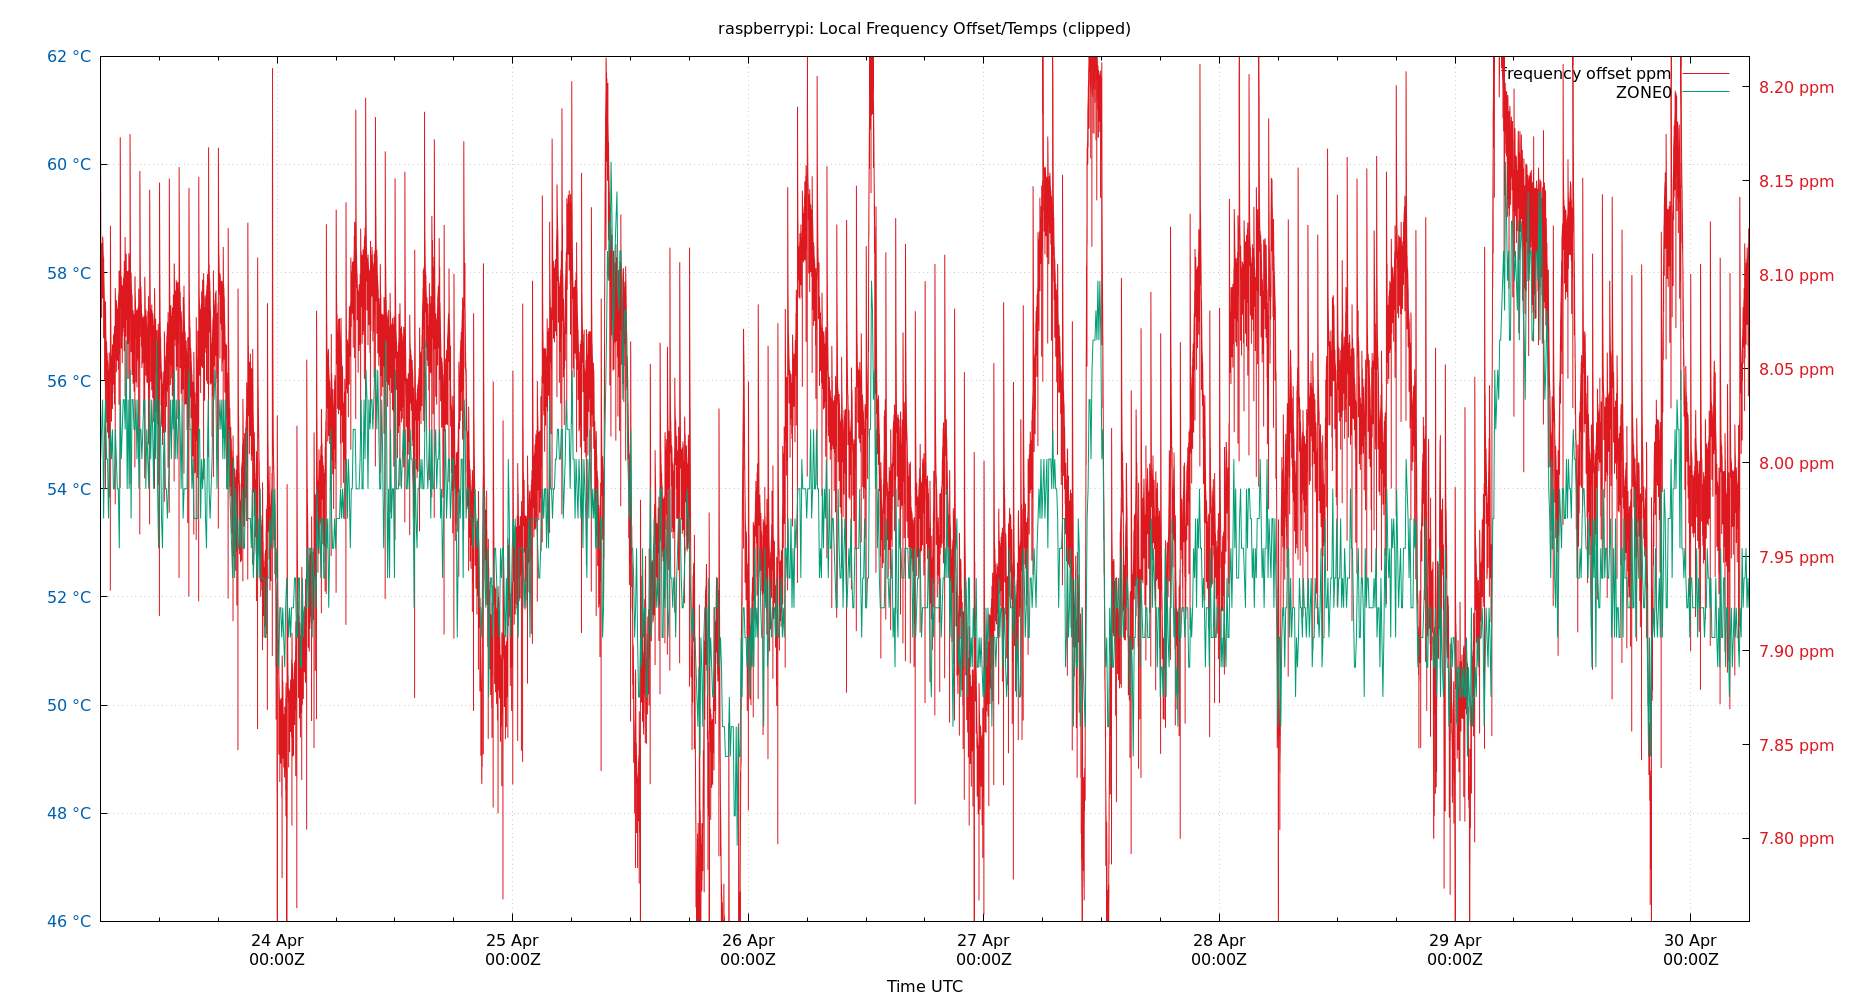 raspberrypi: Local Frequency Offset/Temps (clipped)
62 °C
60 °C
58 °C
56 °C
54 °C
52 °C
50 °C
48 °C
46 °C
frequency offset ppm
ZONE0
8.20 ppm
8.15 ppm
8.10 ppm
8.05 ppm
8.00 ppm
7.95 ppm
7.90 ppm
7.85 ppm
7.80 ppm
24 Apr 25 Apr 26 Apr 27 Apr 28 Apr 29 Apr 30 Apr
00:00Z 00:00Z 00:00Z 00:00Z 00:00Z 00:00Z 00:00Z
Time UTC